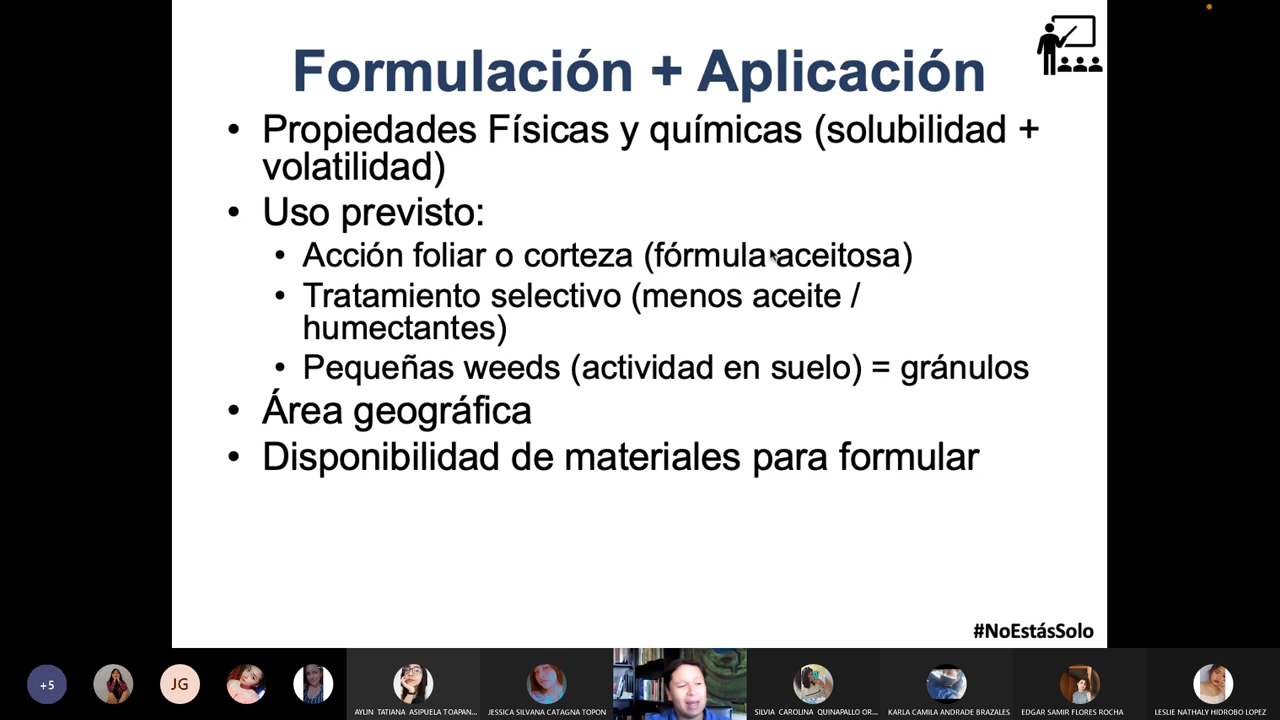 Formulación + Aplicación
• Propiedades Físicas y químicas (solubilidad +
volatilidad)
• Uso previsto:
• Acción foliar o corteza (fórmula aceitosa)
• Tratamiento selectivo (menos aceite /
humectantes)
• Pequeñas weeds (actividad en suelo) = gránulos
• Área geográfica
• Disponibilidad de materiales para formular
#NoEstásSolo
+5
JG
AYLIN TATIANA ASIPUELA TOAPAN...
JESSICA SILVANA CATAGNA TOPON
SILVIA CAROLINA QUINAPALLO OR...
KARLA CAMILA ANDRADE BRAZALES
EDGAR SAMIR FLORES ROCHA
LESLIE NATHALY HIDROBO LOPEZ